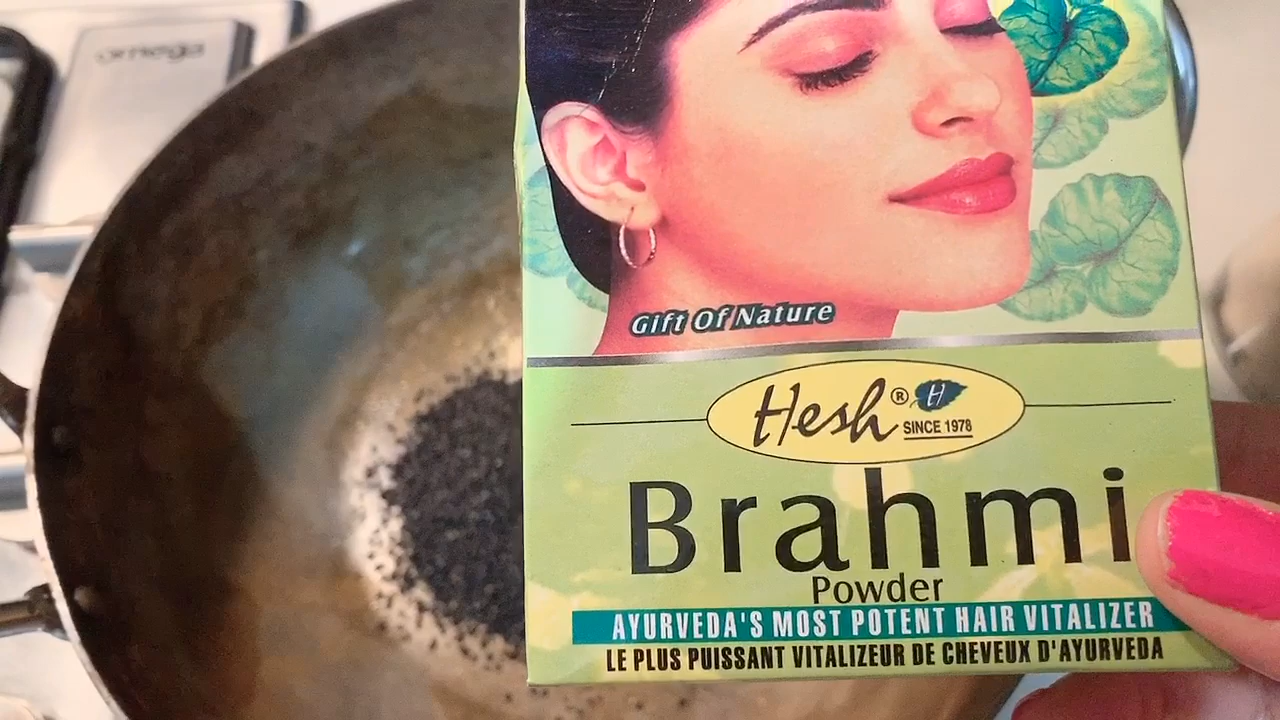 omega
Gift Of Nature
Hesh® H
SINCE 1978
Brahmi
Powder
AYURVEDA'S MOST POTENT HAIR VITALIZER
LE PLUS PUISSANT VITALIZEUR DE CHEVEUX D'AYURVEDA